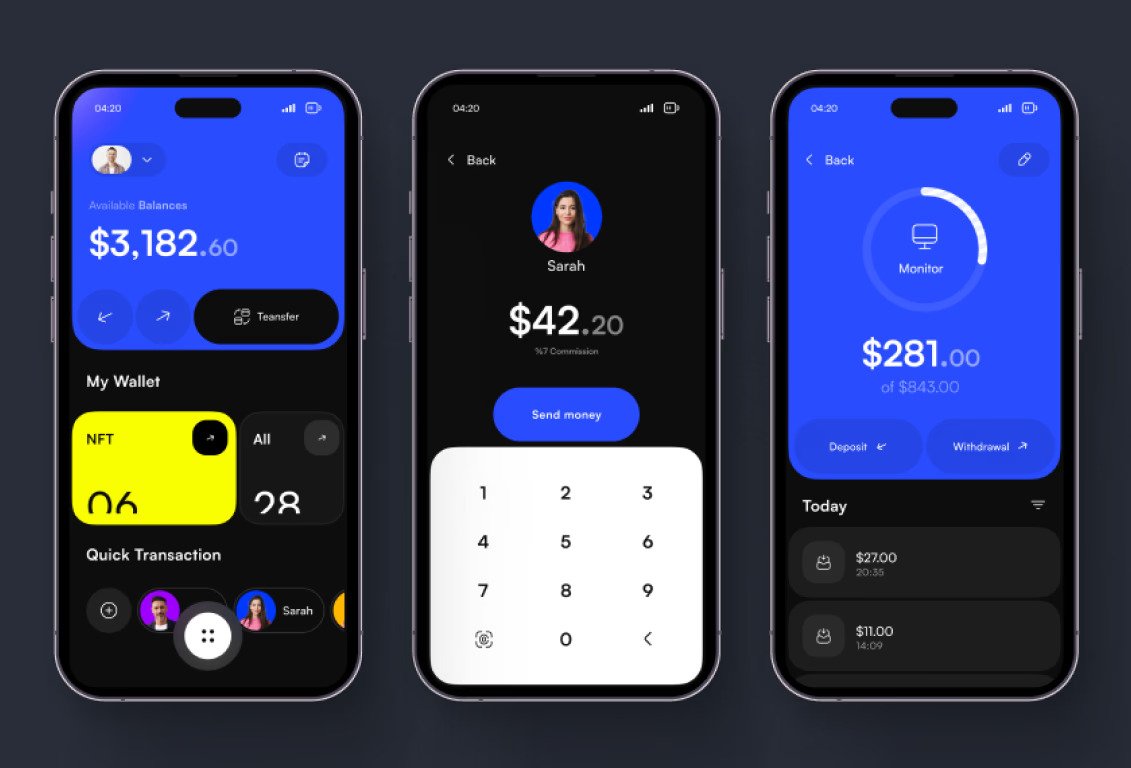 04:20
Available Balances
$3,182.60
Teansfer
My Wallet
NFT
06
All
28
Quick Transaction
Sarah
04:20
Back
Sarah
$42.20
%7 Commission
Send money
1 2 3
4 5 6
7 8 9
0
04:20
Back
Monitor
$281.00
of $843.00
Deposit
Withdrawal
Today
$27.00
20:35
$11.00
14:09